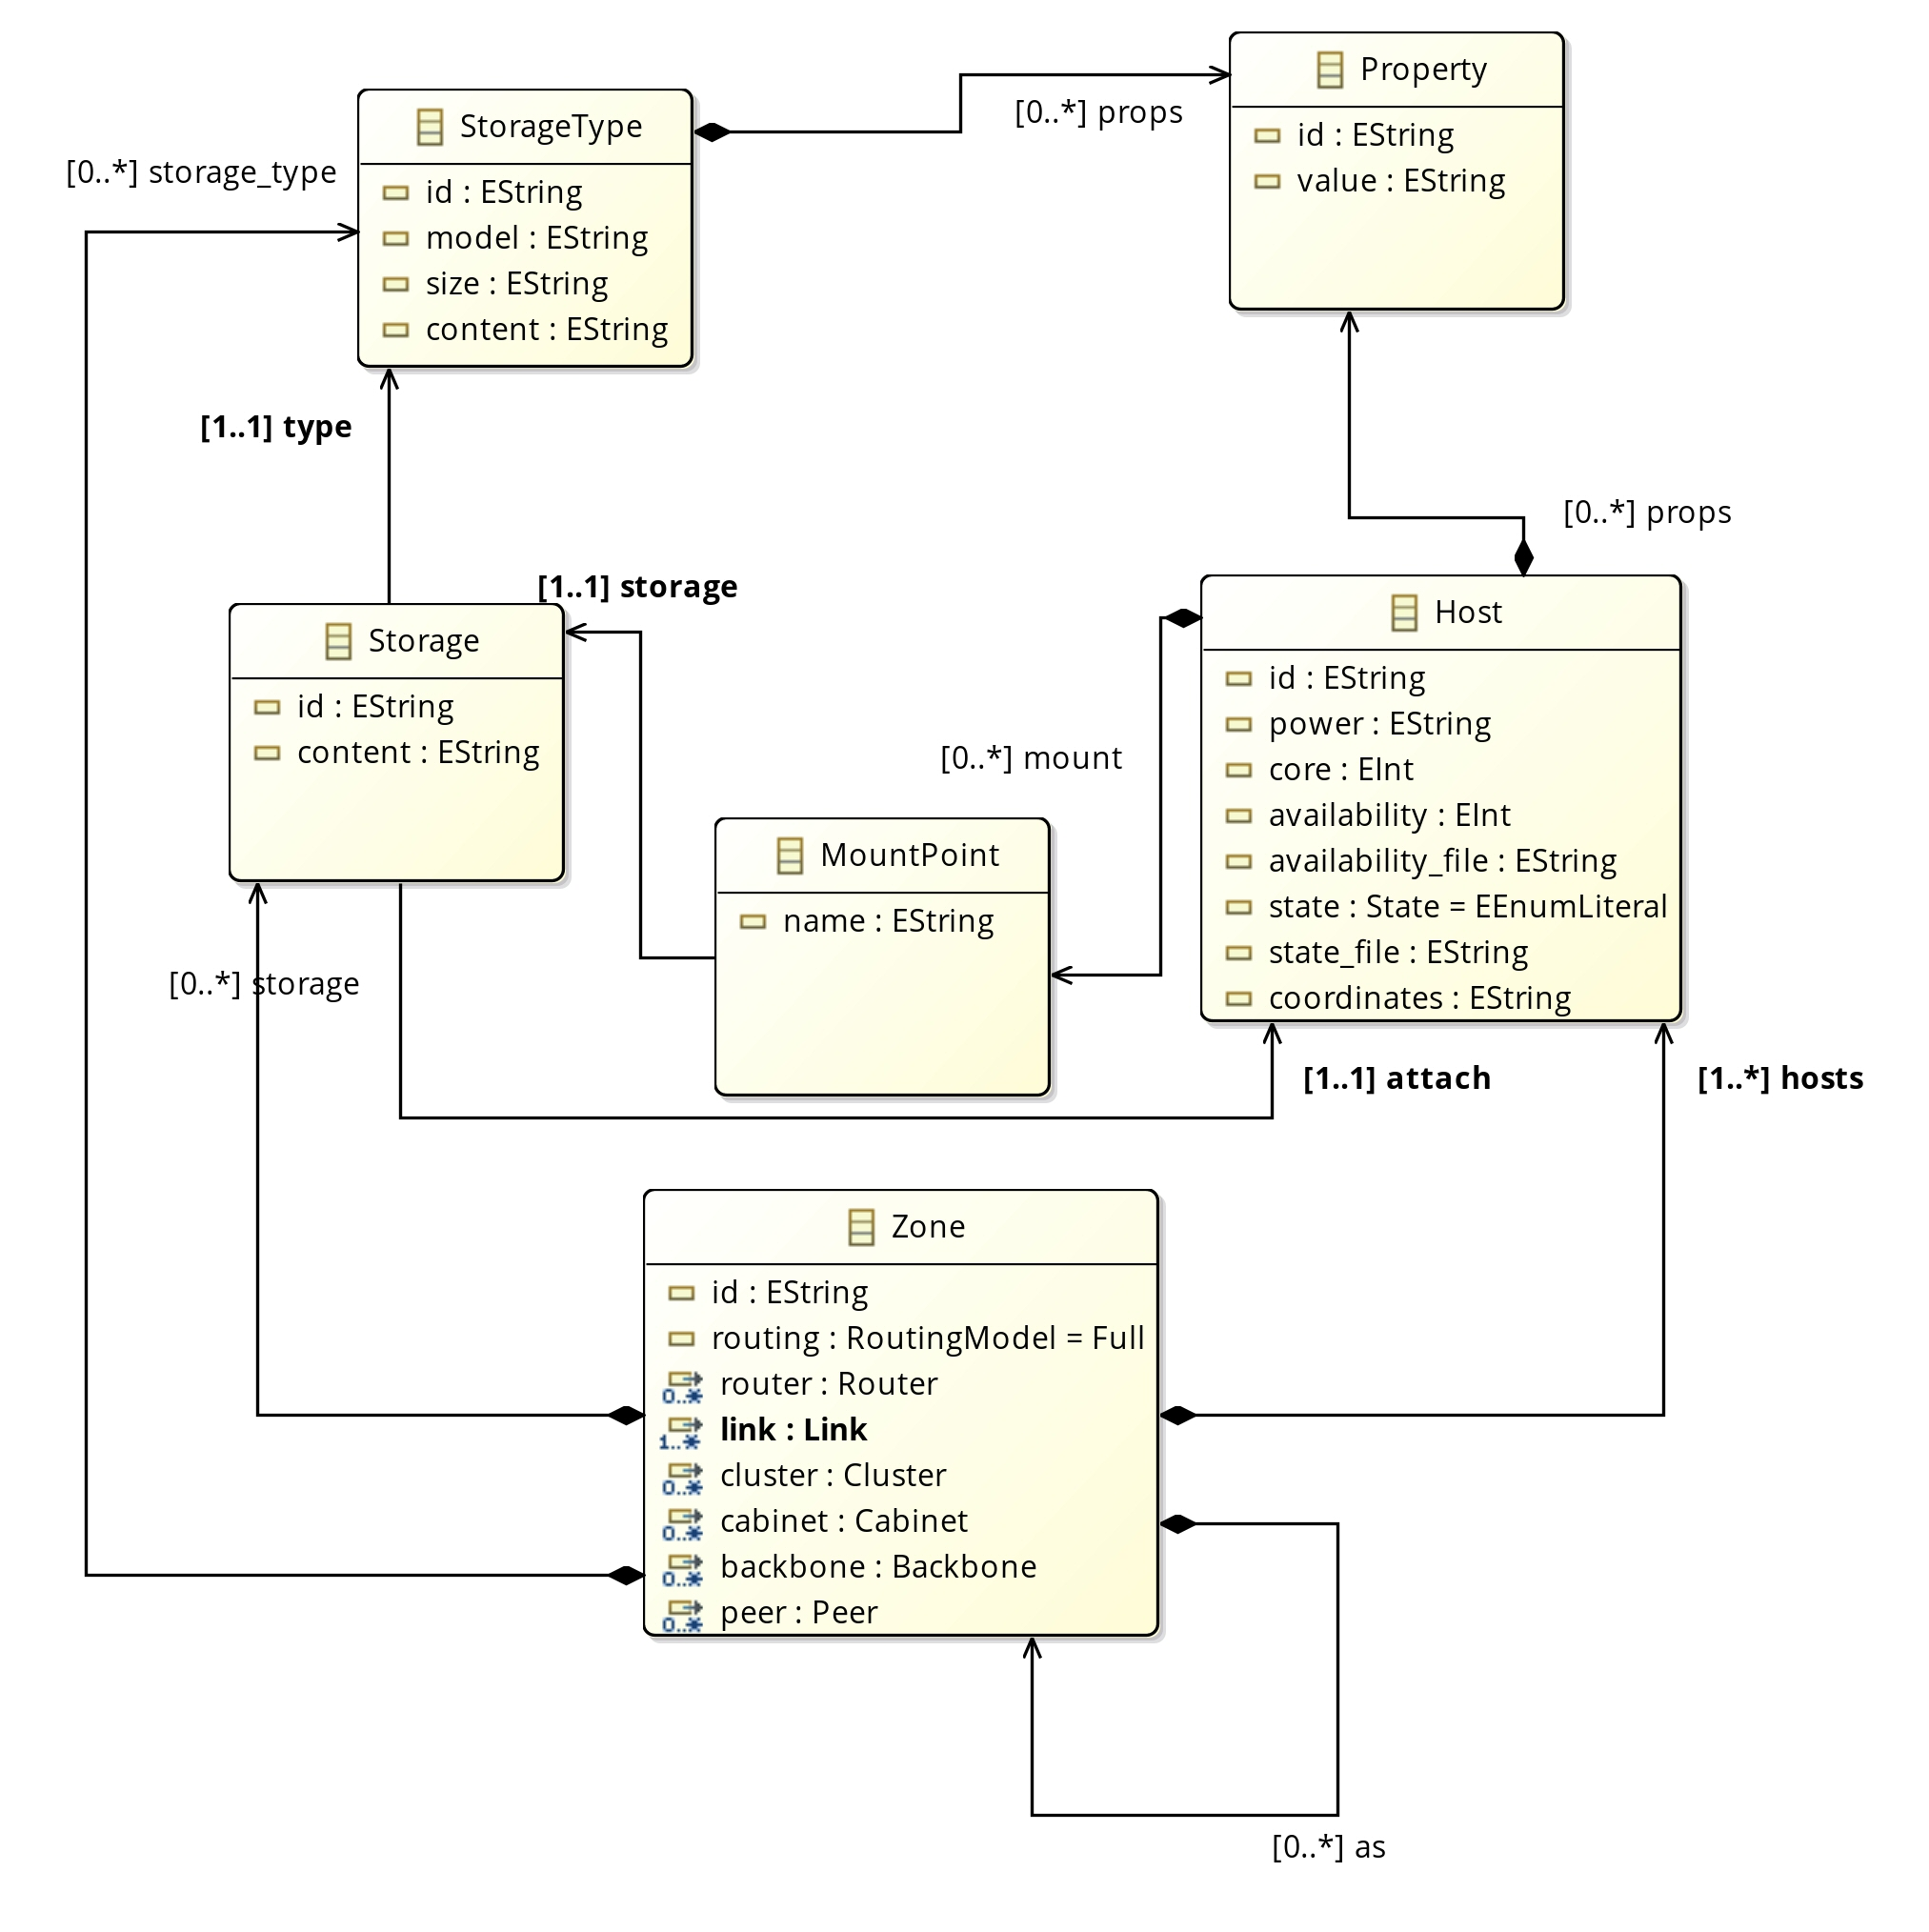 Property
id : EString
value : EString
[0..*] props
StorageType
id : EString
model : EString
size : EString
content : EString
[0..*] storage_type
[1..1] type
[0..*] props
[1..1] storage
Storage
id : EString
content : EString
Host
id : EString
power : EString
core : EInt
availability : EInt
availability_file : EString
state : State = EEnumLiteral
state_file : EString
coordinates : EString
[0..*] mount
MountPoint
name : EString
[0..*] storage
[1..1] attach
[1..*] hosts
Zone
id : EString
routing : RoutingModel = Full
0..* router : Router
1..* link : Link
0..* cluster : Cluster
0..* cabinet : Cabinet
0..* backbone : Backbone
0..* peer : Peer
[0..*] as